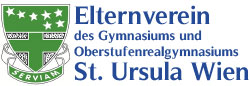 Elternverein
des Gymnasiums und
Oberstufenrealgymnasiums
St. Ursula Wien
SERVIAM